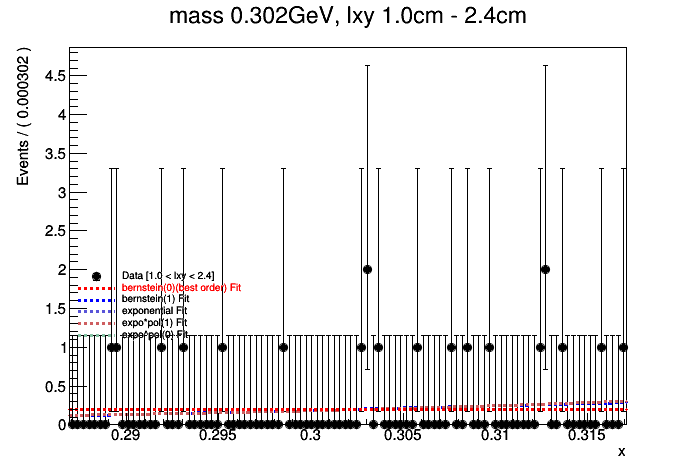 mass 0.302GeV, lxy 1.0cm - 2.4cm
Events / ( 0.000302 )
4.5
4
3.5
3
2.5
2
1.5
1
0.5
0
Data [1.0 < lxy < 2.4]
bernstein(0)(best order) Fit
bernstein(1) Fit
exponential Fit
expo*pol(1) Fit
expo*pol(0) Fit
0.29 0.295 0.3 0.305 0.31 0.315
x